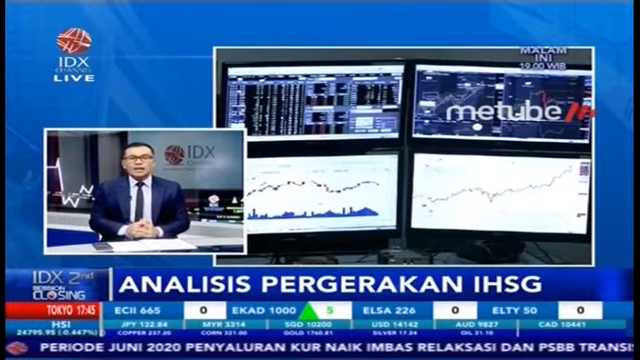 IDX
CHANNEL
LIVE
MALAM
INI
19.00 WIB
metube
IDX
IDX 2nd
SESSION
CLOSING
ANALISIS PERGERAKAN IHSG
TOKYO 17:45 ECII 665 0 EKAD 1000 5 ELSA 226 0 ELTY 50 0
HSI JPY 132.84 MYR 3314 SGD 10200 USD 14142 AUD 9827 CAD 10441
24795.95 (-0.447%) COPPER 237.20 CORN 321.00 GOLD 1760.81 SILVER 17.24 OIL 31.10
PERIODE JUNI 2020 PENYALURAN KUR NAIK IMBAS RELAKSASI DAN PSBB TRANSIS